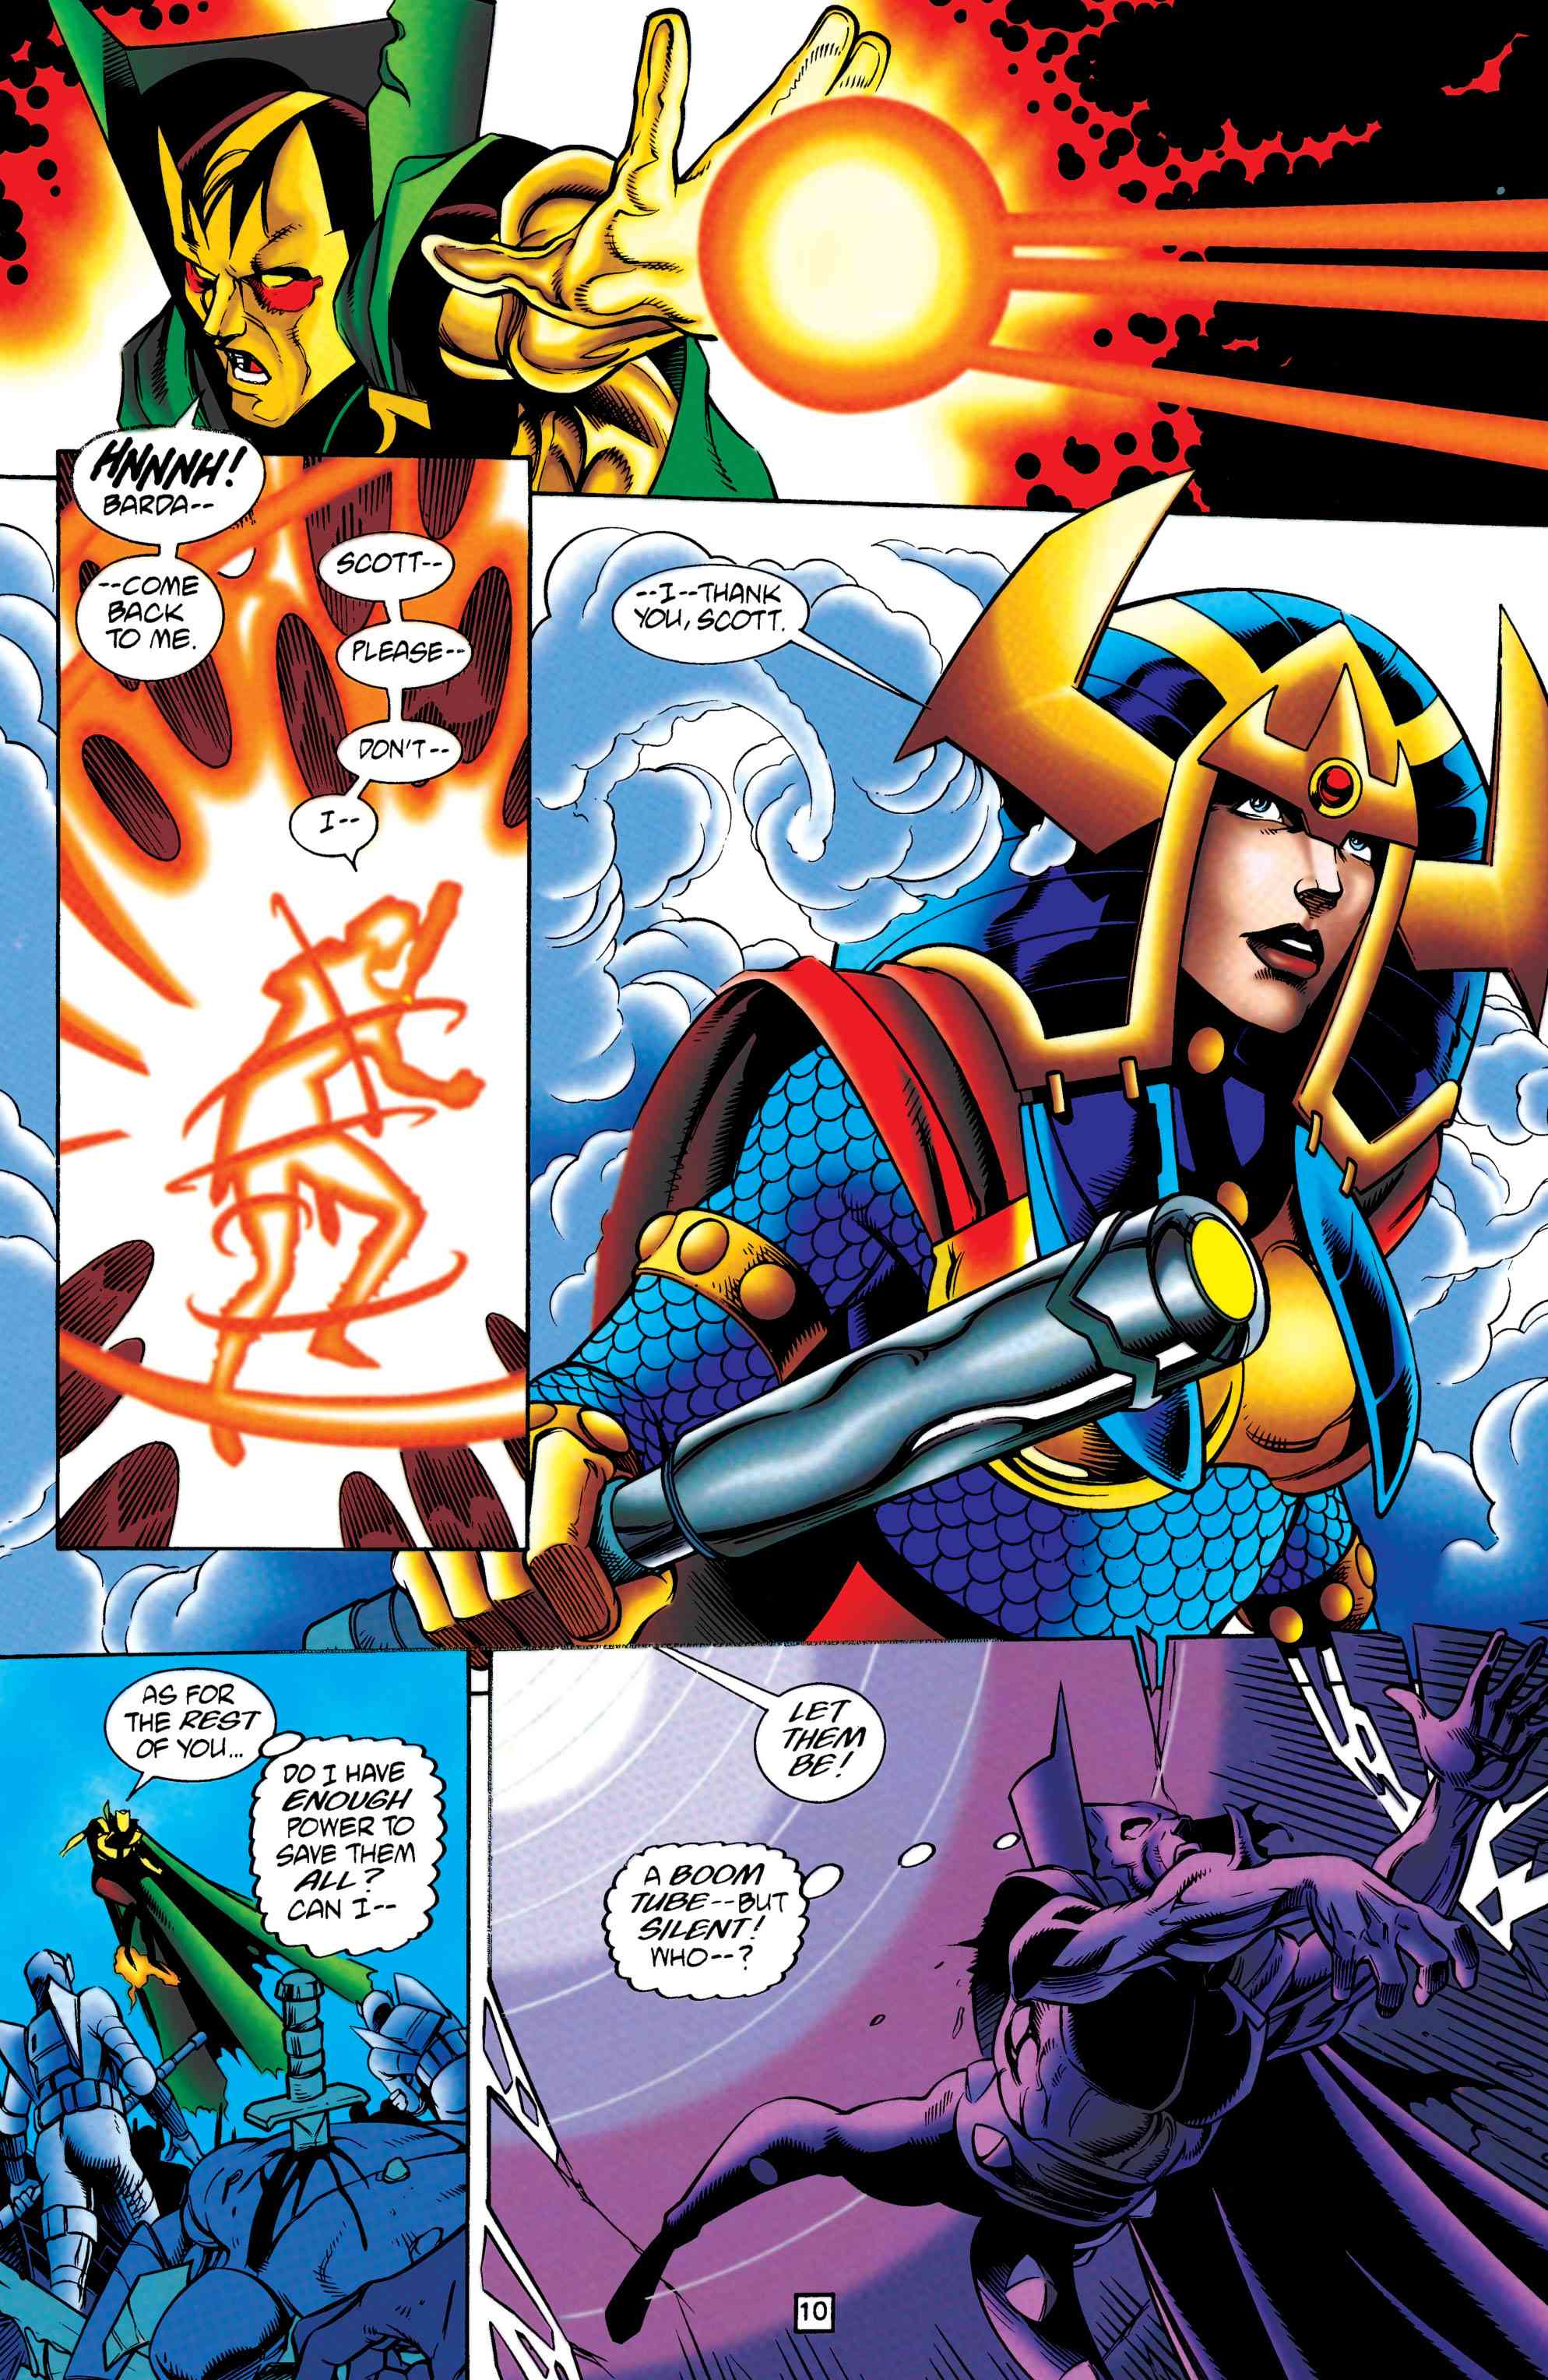 HNNNH!
BARDA--
--COME
BACK
TO ME.
SCOTT--
PLEASE--
DON'T--
I--
--I--THANK
YOU, SCOTT.
AS FOR
THE REST
OF YOU...
DO I HAVE
ENOUGH
POWER TO
SAVE THEM
ALL?
CAN I--
LET
THEM
BE!
A BOOM
TUBE--BUT
SILENT!
WHO--?
10